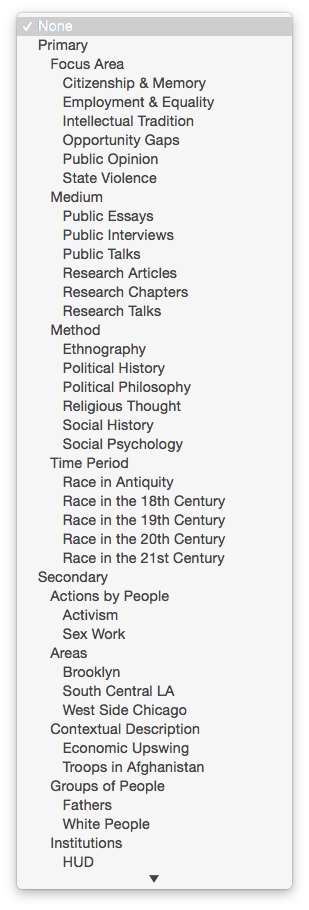 ✓ None
Primary
Focus Area
Citizenship & Memory
Employment & Equality
Intellectual Tradition
Opportunity Gaps
Public Opinion
State Violence
Medium
Public Essays
Public Interviews
Public Talks
Research Articles
Research Chapters
Research Talks
Method
Ethnography
Political History
Political Philosophy
Religious Thought
Social History
Social Psychology
Time Period
Race in Antiquity
Race in the 18th Century
Race in the 19th Century
Race in the 20th Century
Race in the 21st Century
Secondary
Actions by People
Activism
Sex Work
Areas
Brooklyn
South Central LA
West Side Chicago
Contextual Description
Economic Upswing
Troops in Afghanistan
Groups of People
Fathers
White People
Institutions
HUD